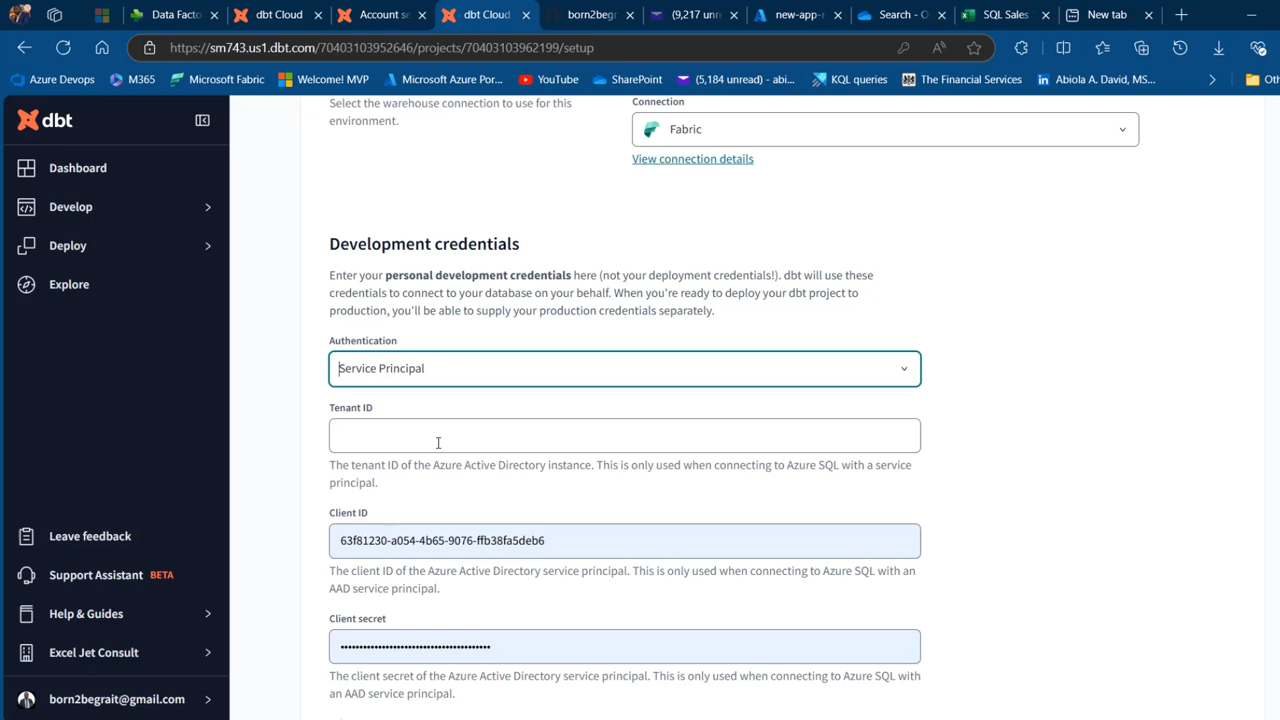 Data Facto
dbt Cloud
Account se
dbt Cloud
born2begr
(9,217 unre
new-app-r
Search - O
SQL Sales
New tab
https://sm743.us1.dbt.com/70403103952646/projects/70403103962199/setup
Azure Devops
M365
Microsoft Fabric
Welcome! MVP
Microsoft Azure Por...
YouTube
SharePoint
(5,184 unread) - abi...
KQL queries
The Financial Services
Abiola A. David, MS...
Oth
dbt
Dashboard
Develop
Deploy
Explore
Leave feedback
Support Assistant BETA
Help & Guides
Excel Jet Consult
born2begrait@gmail.com
Select the warehouse connection to use for this
environment.
Connection
Fabric
View connection details
Development credentials
Enter your personal development credentials here (not your deployment credentials!). dbt will use these
credentials to connect to your database on your behalf. When you're ready to deploy your dbt project to
production, you'll be able to supply your production credentials separately.
Authentication
Service Principal
Tenant ID
The tenant ID of the Azure Active Directory instance. This is only used when connecting to Azure SQL with a service
principal.
Client ID
63f81230-a054-4b65-9076-ffb38fa5deb6
The client ID of the Azure Active Directory service principal. This is only used when connecting to Azure SQL with an
AAD service principal.
Client secret
••••••••••••••••••••••••••••••••••••••••
The client secret of the Azure Active Directory service principal. This is only used when connecting to Azure SQL with
an AAD service principal.